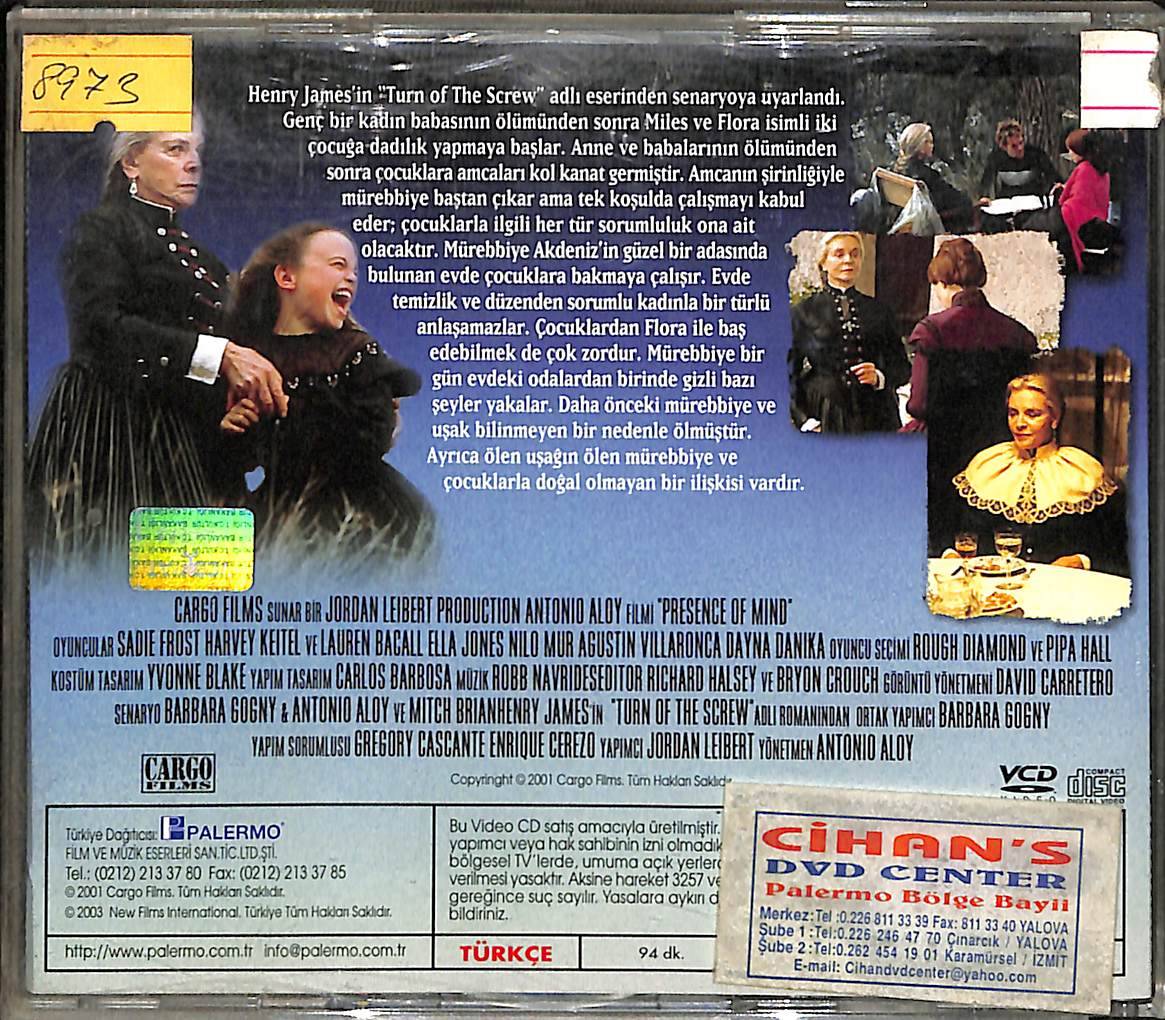 8973
Henry James'in "Turn of The Screw" adlı eserinden senaryoya uyarlandı.
Genç bir kadın babasının ölümünden sonra Miles ve Flora isimli iki
çocuğa dadılık yapmaya başlar. Anne ve babalarının ölümünden
sonra çocuklara amcaları kol kanat germiştir. Amcanın şirinliğiyle
mürebbiye baştan çıkar ama tek koşulda çalışmayı kabul
eder; çocuklarla ilgili her tür sorumluluk ona ait
olacaktır. Mürebbiye Akdeniz'in güzel bir adasında
bulunan evde çocuklara bakmaya çalışır. Evde
temizlik ve düzenden sorumlu kadınla bir türlü
anlaşamazlar. Çocuklardan Flora ile baş
edebilmek de çok zordur. Mürebbiye bir
gün evdeki odalardan birinde gizli bazı
şeyler yakalar. Daha önceki mürebbiye ve
uşak bilinmeyen bir nedenle ölmüştür.
Ayrıca ölen uşağın ölen mürebbiye ve
çocuklarla doğal olmayan bir ilişkisi vardır.
CARGO FILMS SUNAR BİR JORDAN LEIBERT PRODUCTION ANTONIO ALOY FİLMİ "PRESENCE OF MIND"
OYUNCULAR SADIE FROST HARVEY KEITEL VE LAUREN BACALL ELLA JONES NILO MUR AGUSTIN VILLARONCA DAYNA DANIKA OYUNCU SEÇİMİ ROUGH DIAMOND VE PIPA HALL
KOSTÜM TASARIM YVONNE BLAKE YAPIM TASARIM CARLOS BARBOSA MÜZİK ROBB NAVRIDESEDITOR RICHARD HALSEY VE BRYON CROUCH GÖRÜNTÜ YÖNETMENİ DAVID CARRETERO
SENARYO BARBARA GOGNY & ANTONIO ALOY VE MITCH BRIANHENRY JAMES'İN "TURN OF THE SCREW" ADLI ROMANINDAN ORTAK YAPIMCI BARBARA GOGNY
YAPIM SORUMLUSU GREGORY CASCANTE ENRIQUE CEREZO YAPIMCI JORDAN LEIBERT YÖNETMEN ANTONIO ALOY
CARGO
FILMS
Copyringht © 2001 Cargo Films. Tüm Hakları Saklıdır
VCD
COMPACT
disc
DIGITAL VIDEO
Türkiye Dağıtıcısı: PALERMO
FİLM VE MÜZİK ESERLERİ SAN.TİC.LTD.ŞTİ.
Tel.: (0212) 213 37 80 Fax: (0212) 213 37 85
© 2001 Cargo Films. Tüm Hakları Saklıdır.
© 2003 New Films International. Türkiye Tüm Hakları Saklıdır.
http://www.palermo.com.tr info@palermo.com.tr
Bu Video CD satış amacıyla üretilmiştir.
yapımcı veya hak sahibinin izni olmadık
bölgesel TV'lerde, umuma açık yerler
verilmesi yasaktır. Aksine hareket 3257 ve
gereğince suç sayılır. Yasalara aykırı d
bildiriniz.
TÜRKÇE
94 dk.
CİHAN'S
DVD CENTER
Palermo Bölge Bayii
Merkez:Tel :0.226 811 33 39 Fax: 811 33 40 YALOVA
Şube 1 :Tel:0.226 246 47 70 Çınarcık / YALOVA
Şube 2 :Tel:0.262 454 19 01 Karamürsel / İZMİT
E-mail: Cihandvdcenter@yahoo.com